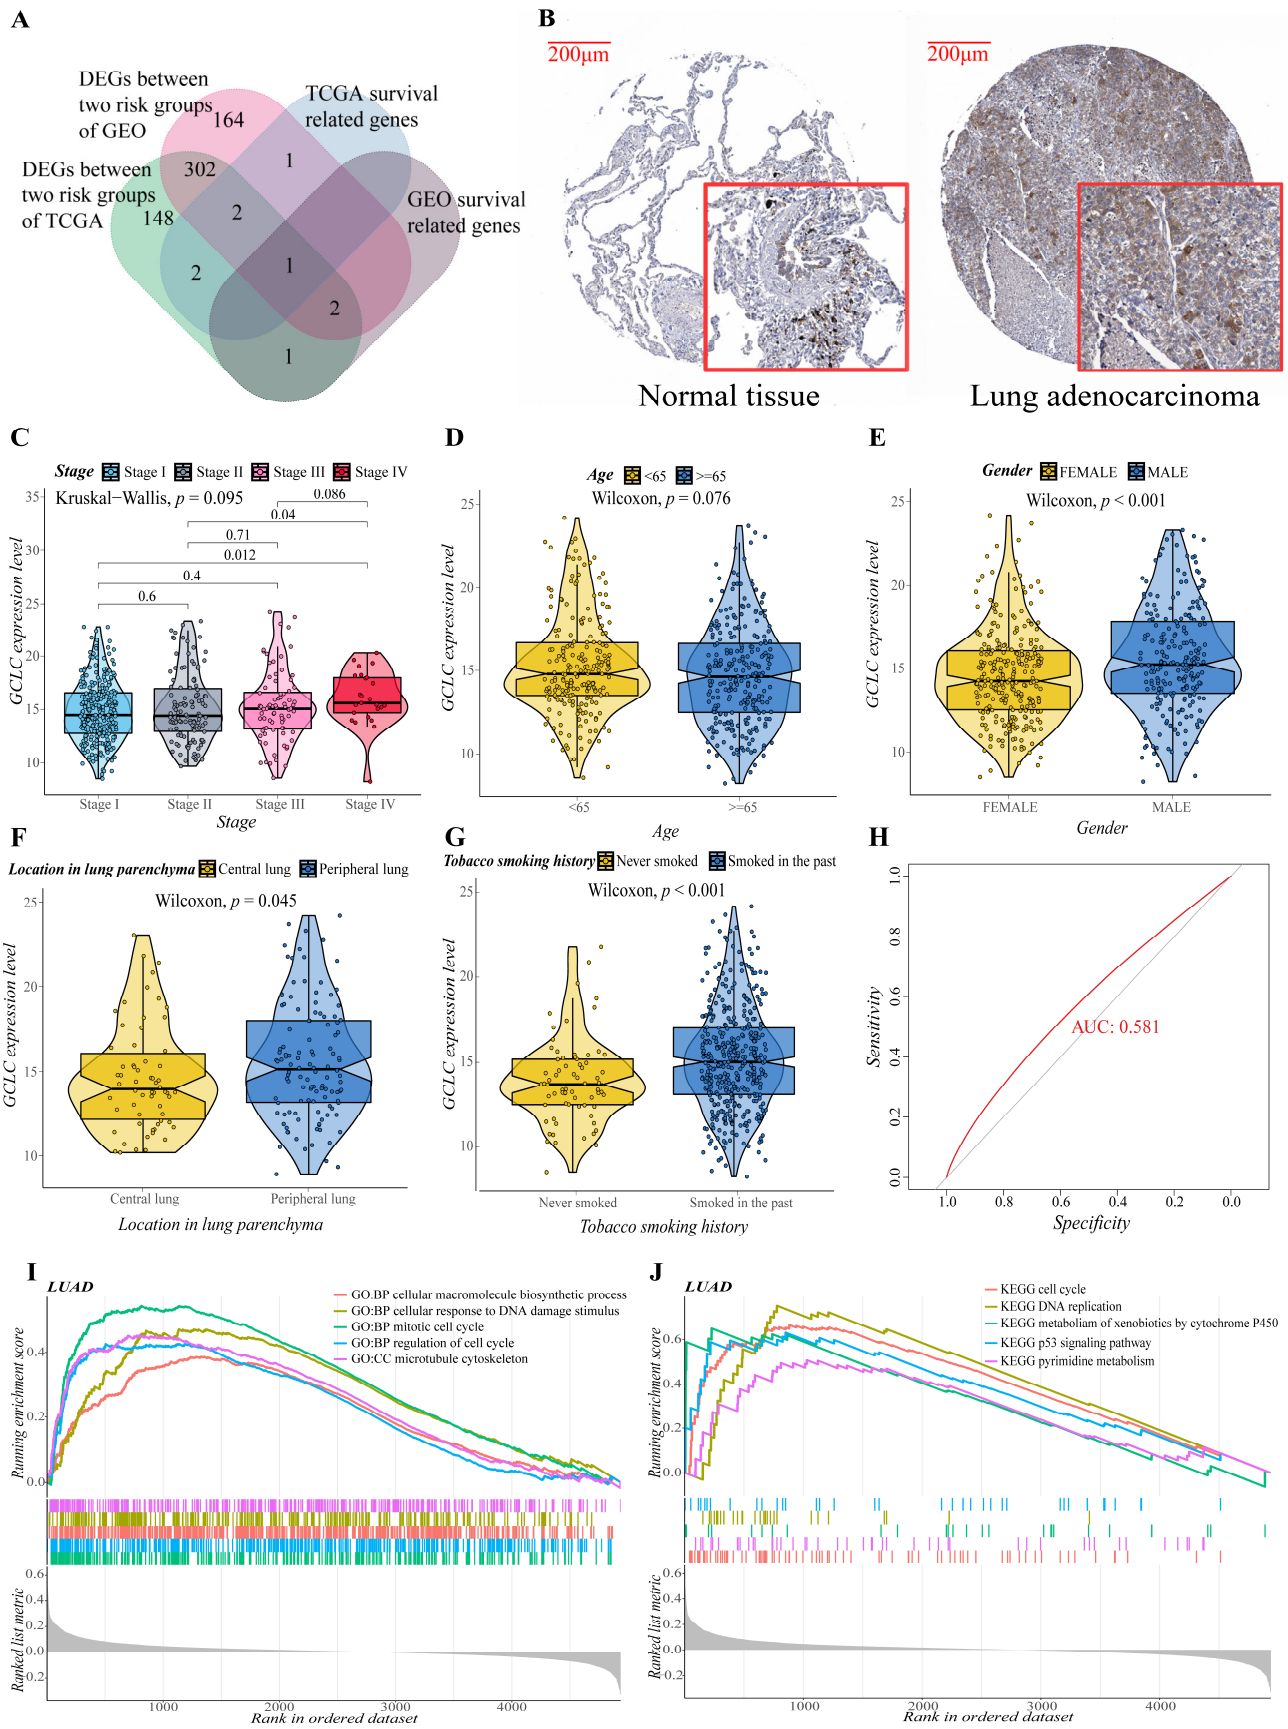 A
DEGs between
two risk groups
of GEO
TCGA survival
related genes
DEGs between
two risk groups
of TCGA
GEO survival
related genes
164
302
1
148
2
2
1
2
1
B
200μm
200μm
Normal tissue
Lung adenocarcinoma
C
Stage Stage I Stage II Stage III Stage IV
Kruskal−Wallis, p = 0.095
0.086
0.04
0.71
0.012
0.4
0.6
35
30
25
20
15
10
GCLC expression level
Stage I Stage II Stage III Stage IV
Stage
D
Age <65 >=65
Wilcoxon, p = 0.076
25
20
15
10
GCLC expression level
<65 >=65
Age
E
Gender FEMALE MALE
Wilcoxon, p < 0.001
25
20
15
10
GCLC expression level
FEMALE MALE
Gender
F
Location in lung parenchyma Central lung Peripheral lung
Wilcoxon, p = 0.045
25
20
15
10
GCLC expression level
Central lung Peripheral lung
Location in lung parenchyma
G
Tobacco smoking history Never smoked Smoked in the past
Wilcoxon, p < 0.001
25
20
15
10
GCLC expression level
Never smoked Smoked in the past
Tobacco smoking history
H
1.0
0.8
0.6
0.4
0.2
0.0
Sensitivity
AUC: 0.581
1.0 0.8 0.6 0.4 0.2 0.0
Specificity
I
LUAD
GO:BP cellular macromolecule biosynthetic process
GO:BP cellular response to DNA damage stimulus
GO:BP mitotic cell cycle
GO:BP regulation of cell cycle
GO:CC microtubule cytoskeleton
0.4
0.2
0.0
Running enrichment score
0.6
0.4
0.2
0.0
0.2
Ranked list metric
1000 2000 3000 4000
Rank in ordered dataset
J
LUAD
KEGG cell cycle
KEGG DNA replication
KEGG metaboliam of xenobiotics by cytochrome P450
KEGG p53 signaling pathway
KEGG pyrimidine metabolism
0.6
0.4
0.2
0.0
Running enrichment score
0.6
0.4
0.2
0.0
0.2
Ranked list metric
1000 2000 3000 4000
Rank in ordered dataset